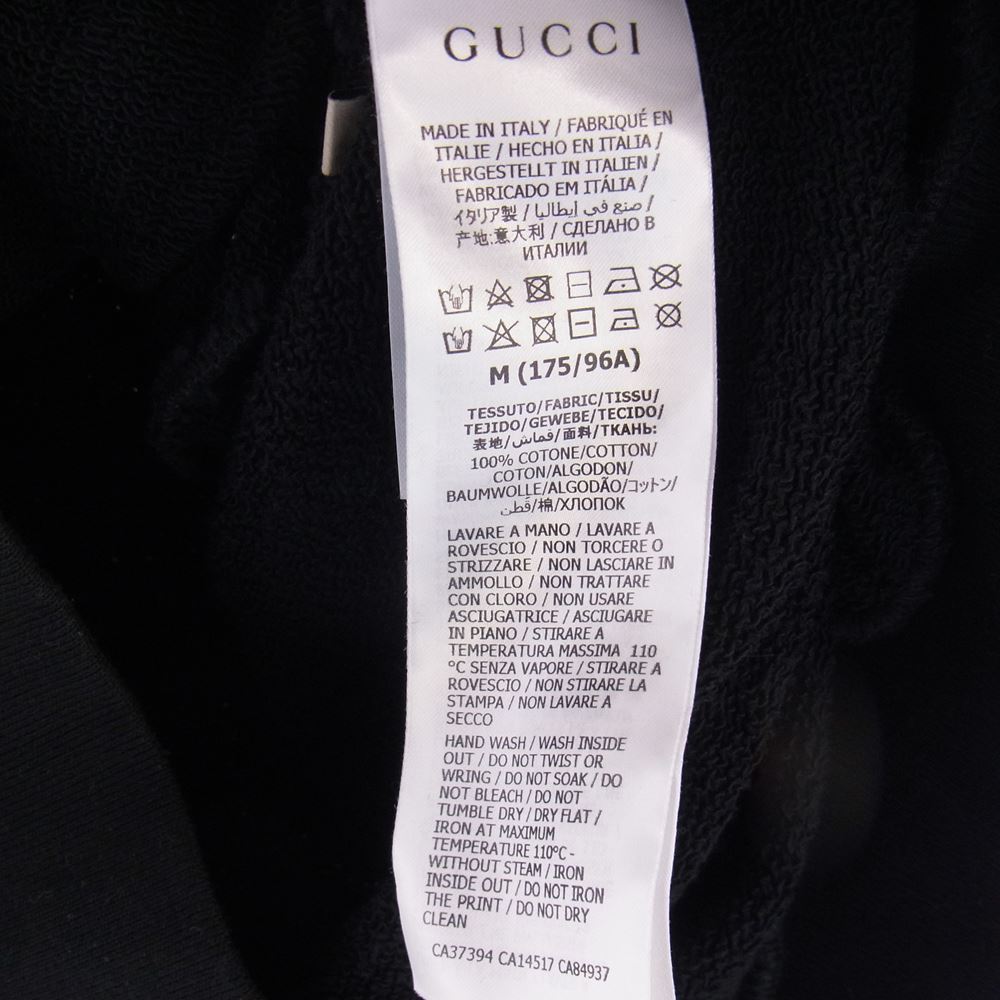 GUCCI
MADE IN ITALY / FABRIQUÉ EN
ITALIE / HECHO EN ITALIA /
HERGESTELLT IN ITALIEN /
FABRICADO EM ITÁLIA /
イタリア製 / صنع في إيطاليا /
产地:意大利 / СДЕЛАНО В
ИТАЛИИ
M (175/96A)
TESSUTO/FABRIC/TISSU/
TEJIDO/GEWEBE/TECIDO/
表地/قماش/面料/ТКАНЬ:
100% COTONE/COTTON/
COTON/ALGODON/
BAUMWOLLE/ALGODÃO/コットン/
قطن/棉/ХЛОПОК
LAVARE A MANO / LAVARE A
ROVESCIO / NON TORCERE O
STRIZZARE / NON LASCIARE IN
AMMOLLO / NON TRATTARE
CON CLORO / NON USARE
ASCIUGATRICE / ASCIUGARE
IN PIANO / STIRARE A
TEMPERATURA MASSIMA 110
°C SENZA VAPORE / STIRARE A
ROVESCIO / NON STIRARE LA
STAMPA / NON LAVARE A
SECCO
HAND WASH / WASH INSIDE
OUT / DO NOT TWIST OR
WRING / DO NOT SOAK / DO
NOT BLEACH / DO NOT
TUMBLE DRY / DRY FLAT /
IRON AT MAXIMUM
TEMPERATURE 110°C -
WITHOUT STEAM / IRON
INSIDE OUT / DO NOT IRON
THE PRINT / DO NOT DRY
CLEAN
CA37394 CA14517 CA84937